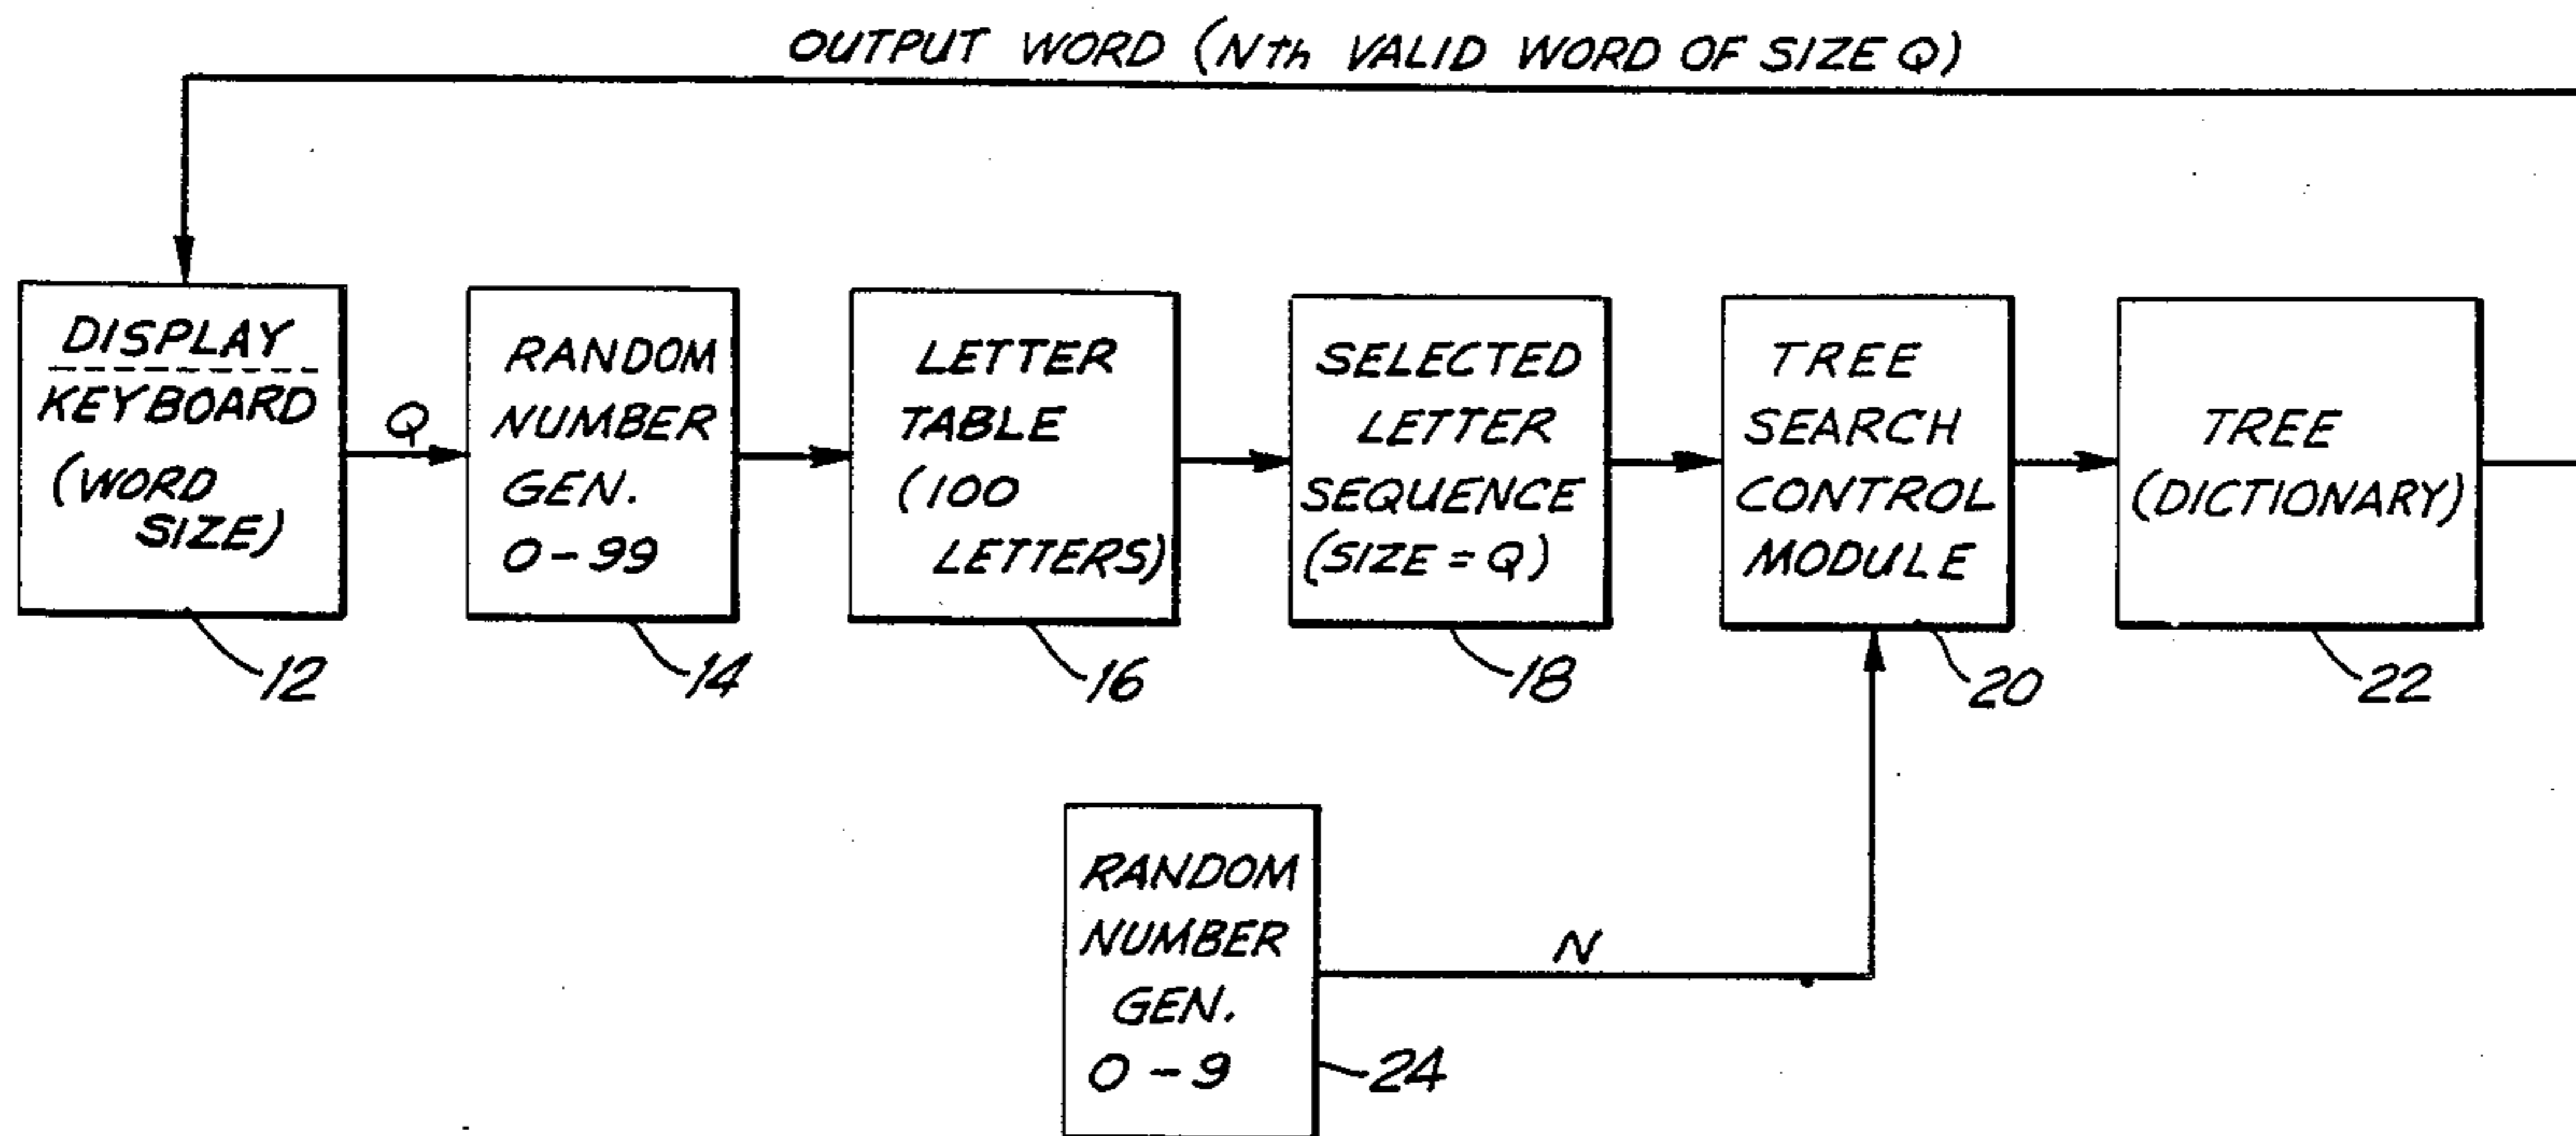 OUTPUT WORD (Nth VALID WORD OF SIZE Q)
DISPLAY
KEYBOARD
(WORD
SIZE)
12
Q
RANDOM
NUMBER
GEN.
0-99
14
LETTER
TABLE
(100
LETTERS)
16
SELECTED
LETTER
SEQUENCE
(SIZE = Q)
18
TREE
SEARCH
CONTROL
MODULE
20
TREE
(DICTIONARY)
22
RANDOM
NUMBER
GEN.
0-9
24
N